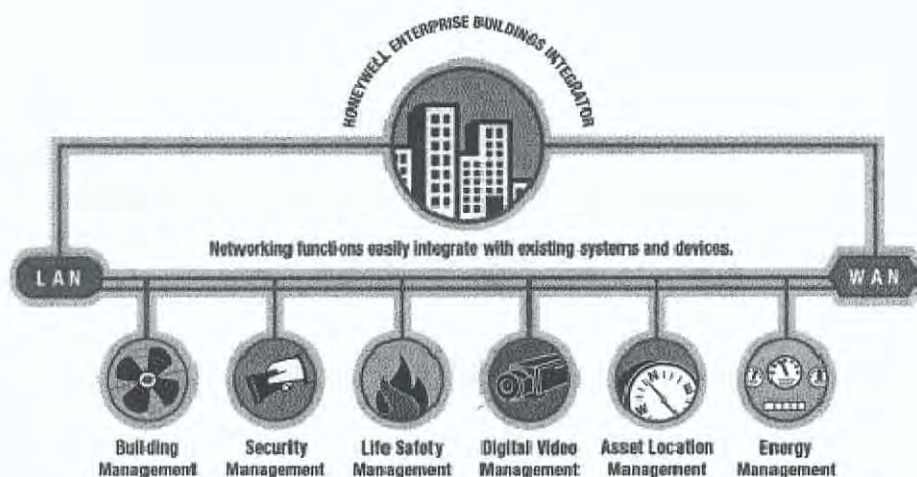 HONEYWELL ENTERPRISE BUILDINGS INTEGRATOR
Networking functions easily integrate with existing systems and devices.
LAN
WAN
Building
Management
Security
Management
Life Safety
Management
Digital Video
Management
Asset Location
Management
Energy
Management